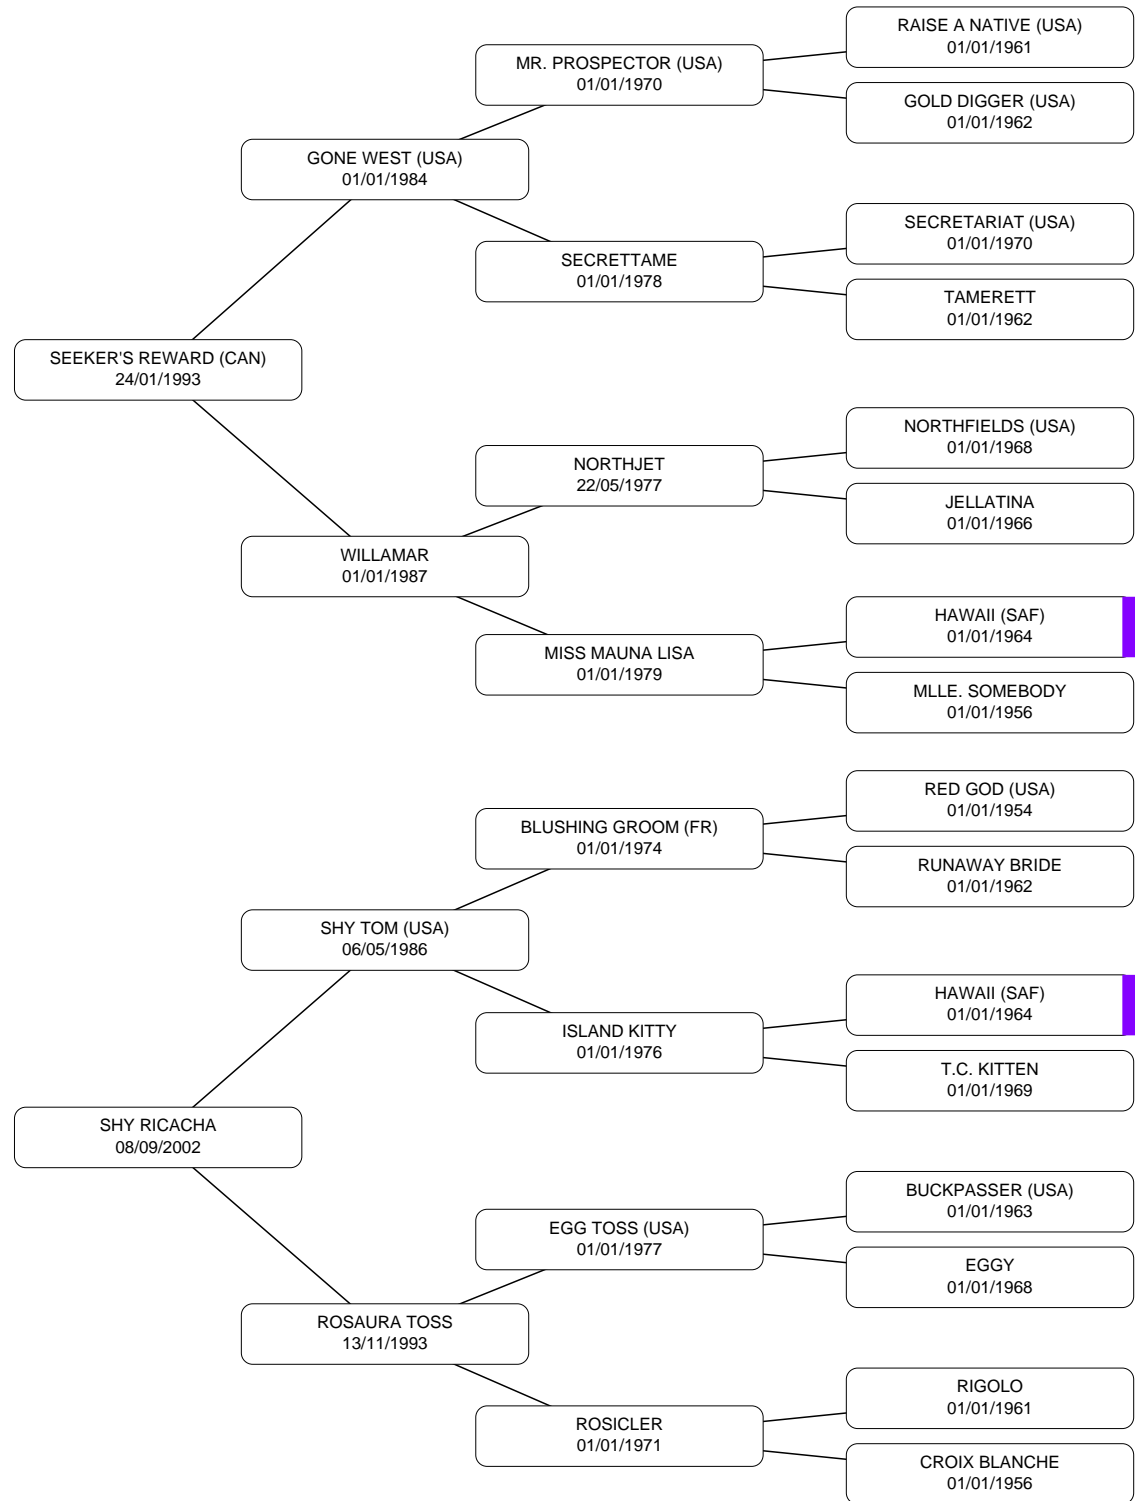 RAISE A NATIVE (USA)
01/01/1961
MR. PROSPECTOR (USA)
01/01/1970
GOLD DIGGER (USA)
01/01/1962
GONE WEST (USA)
01/01/1984
SECRETARIAT (USA)
01/01/1970
SECRETTAME
01/01/1978
TAMERETT
01/01/1962
SEEKER'S REWARD (CAN)
24/01/1993
NORTHFIELDS (USA)
01/01/1968
NORTHJET
22/05/1977
JELLATINA
01/01/1966
WILLAMAR
01/01/1987
HAWAII (SAF)
01/01/1964
MISS MAUNA LISA
01/01/1979
MLLE. SOMEBODY
01/01/1956
RED GOD (USA)
01/01/1954
BLUSHING GROOM (FR)
01/01/1974
RUNAWAY BRIDE
01/01/1962
SHY TOM (USA)
06/05/1986
HAWAII (SAF)
01/01/1964
ISLAND KITTY
01/01/1976
T.C. KITTEN
01/01/1969
SHY RICACHA
08/09/2002
BUCKPASSER (USA)
01/01/1963
EGG TOSS (USA)
01/01/1977
EGGY
01/01/1968
ROSAURA TOSS
13/11/1993
RIGOLO
01/01/1961
ROSICLER
01/01/1971
CROIX BLANCHE
01/01/1956